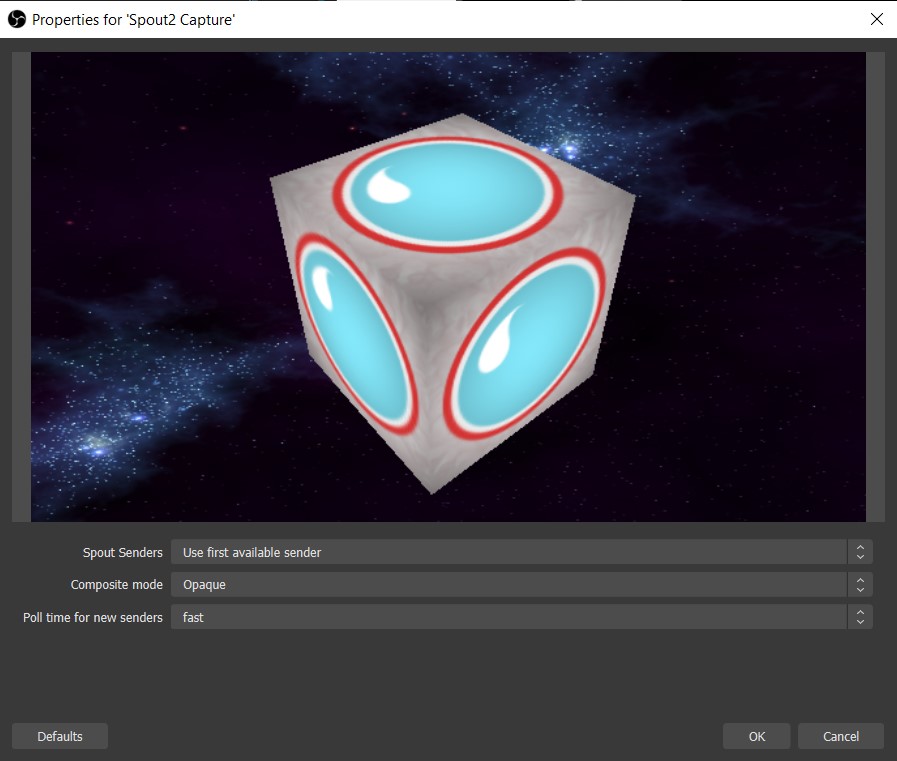 Properties for 'Spout2 Capture'
Spout Senders Use first available sender
Composite mode Opaque
Poll time for new senders fast
Defaults OK Cancel